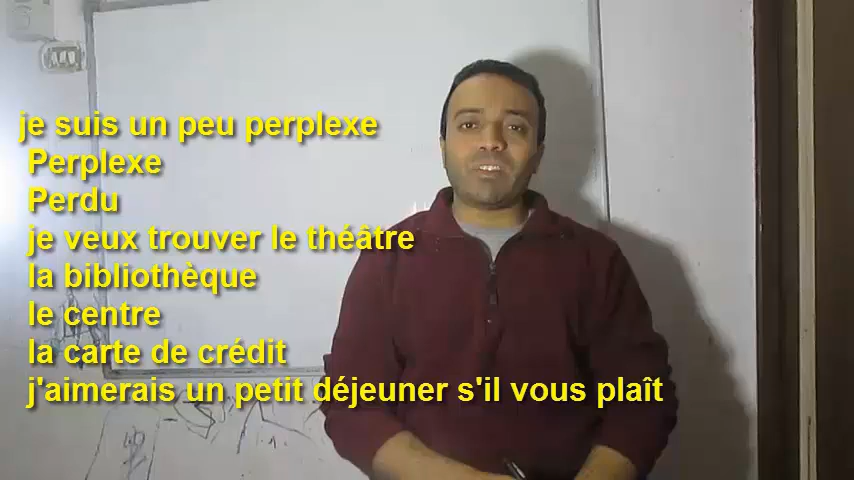 je suis un peu perplexe
Perplexe
Perdu
je veux trouver le théâtre
la bibliothèque
le centre
la carte de crédit
j'aimerais un petit déjeuner s'il vous plaît